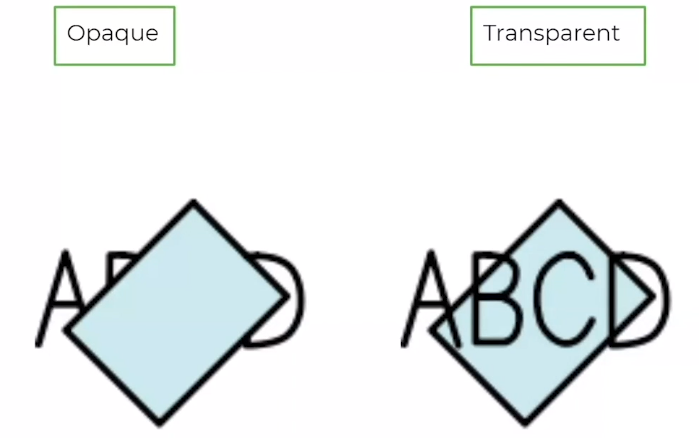 Opaque
Transparent
A B D
ABCD